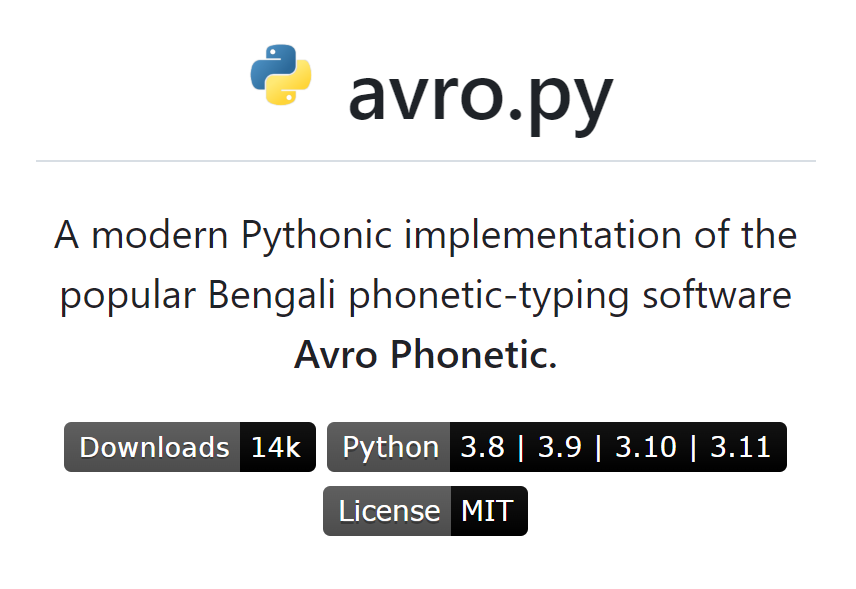 avro.py
A modern Pythonic implementation of the
popular Bengali phonetic-typing software
Avro Phonetic.
Downloads 14k Python 3.8 | 3.9 | 3.10 | 3.11
License MIT